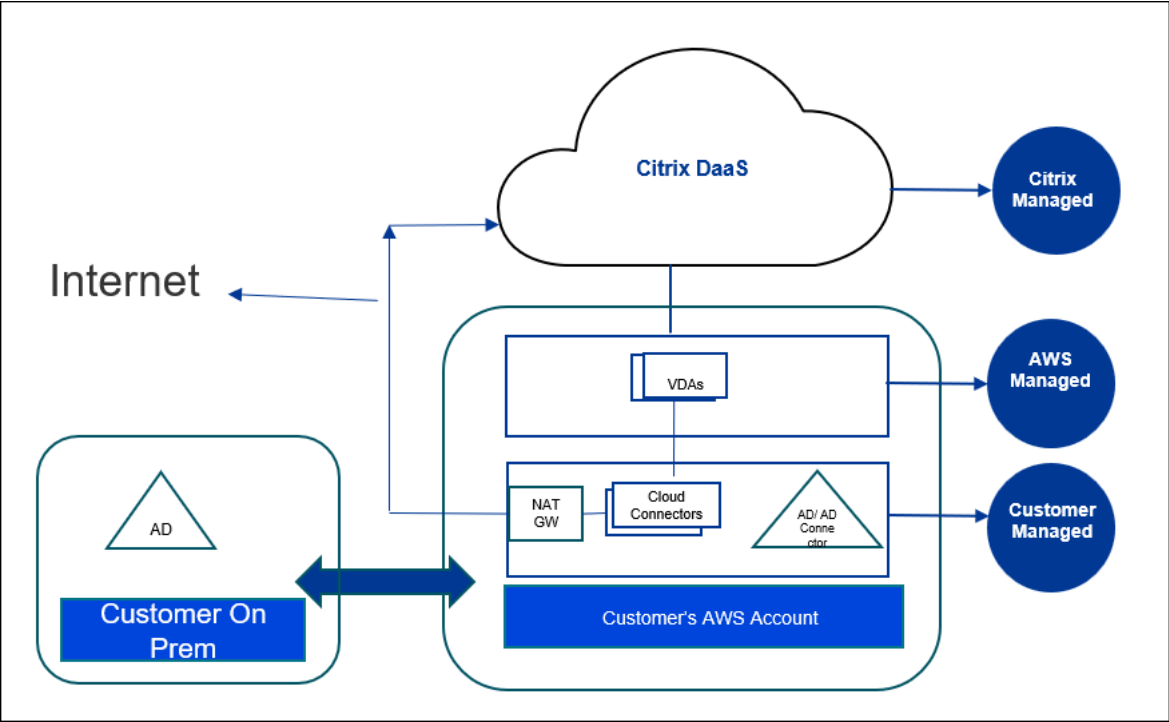 Citrix DaaS
Citrix
Managed
Internet
AWS
Managed
VDAs
NAT
GW
Cloud
Connectors
AD/ AD
Conne
ctor
Customer
Managed
AD
Customer On
Prem
Customer's AWS Account